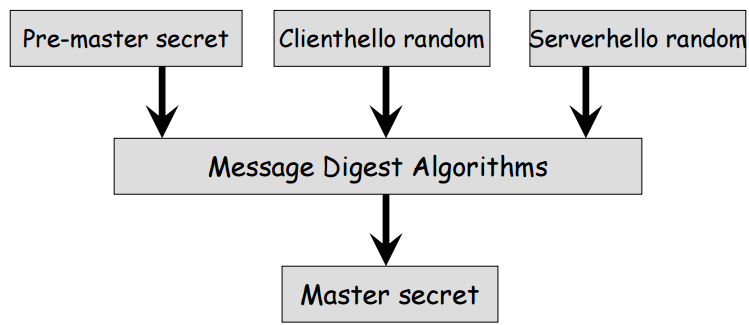 Pre-master secret
Clienthello random
Serverhello random
Message Digest Algorithms
Master secret